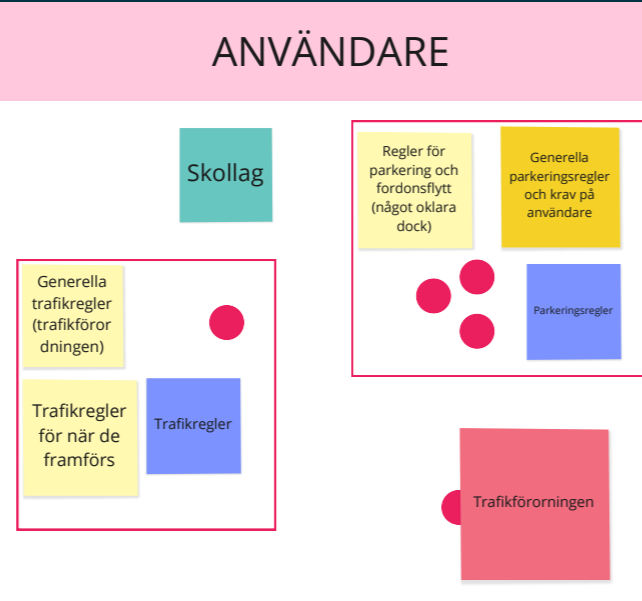 ANVÄNDARE
Skollag
Regler för
parkering och
fordonsflytt
(något oklara
dock)
Generella
parkeringsregler
och krav på
användare
Parkeringsregler
Generella
trafikregler
(trafikföror
dningen)
Trafikregler
för när de
framförs
Trafikregler
Trafikförorningen